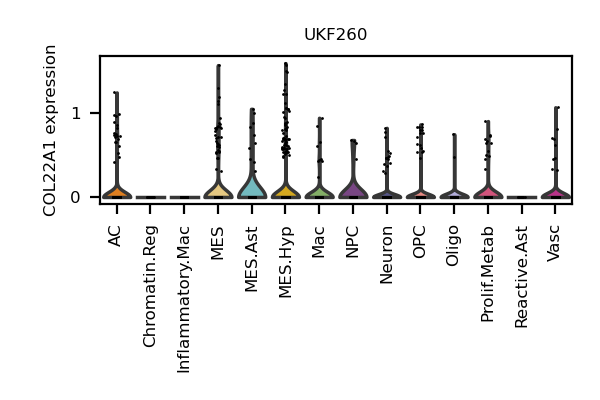 UKF260
COL22A1 expression
1
0
AC
Chromatin.Reg
Inflammatory.Mac
MES
MES.Ast
MES.Hyp
Mac
NPC
Neuron
OPC
Oligo
Prolif.Metab
Reactive.Ast
Vasc